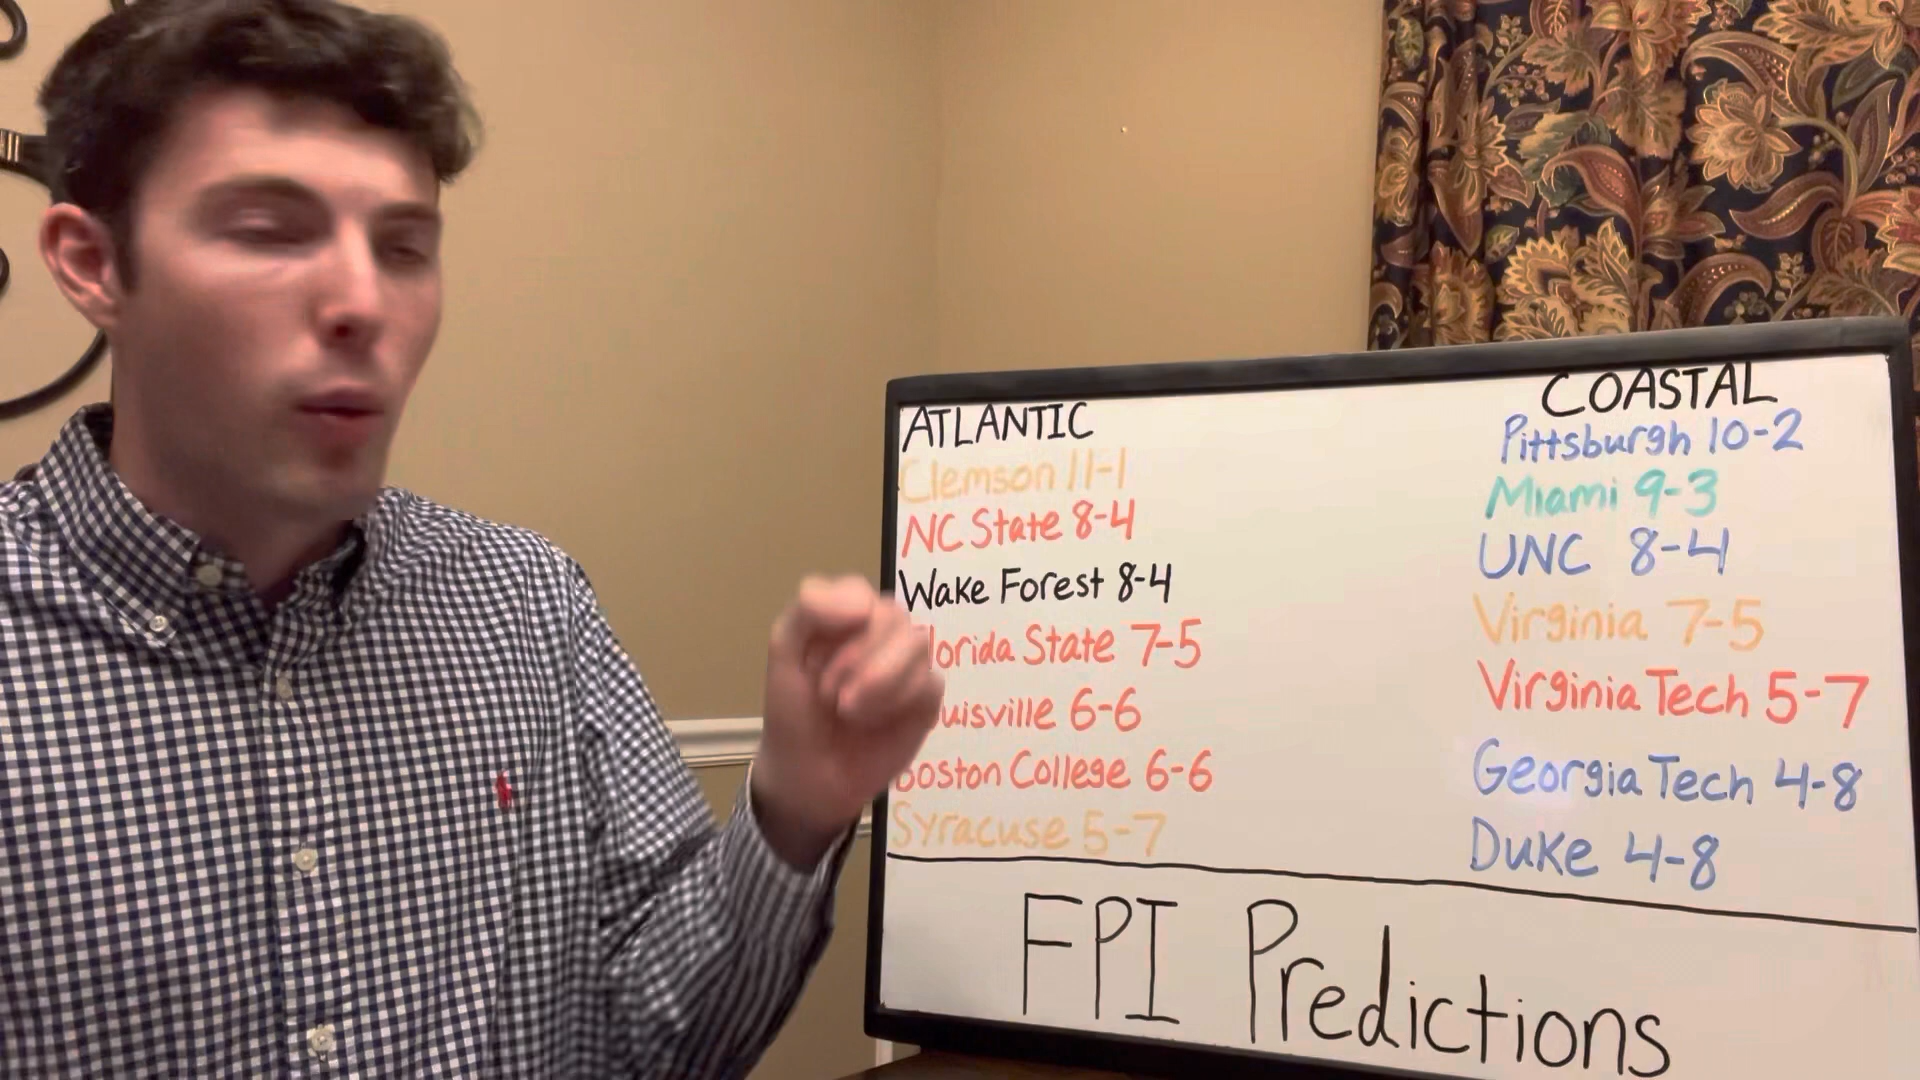 ATLANTIC
Clemson 11-1
NC State 8-4
Wake Forest 8-4
lorida State 7-5
uisville 6-6
Boston College 6-6
Syracuse 5-7
COASTAL
Pittsburgh 10-2
Miami 9-3
UNC 8-4
Virginia 7-5
Virginia Tech 5-7
Georgia Tech 4-8
Duke 4-8
FPI Predictions